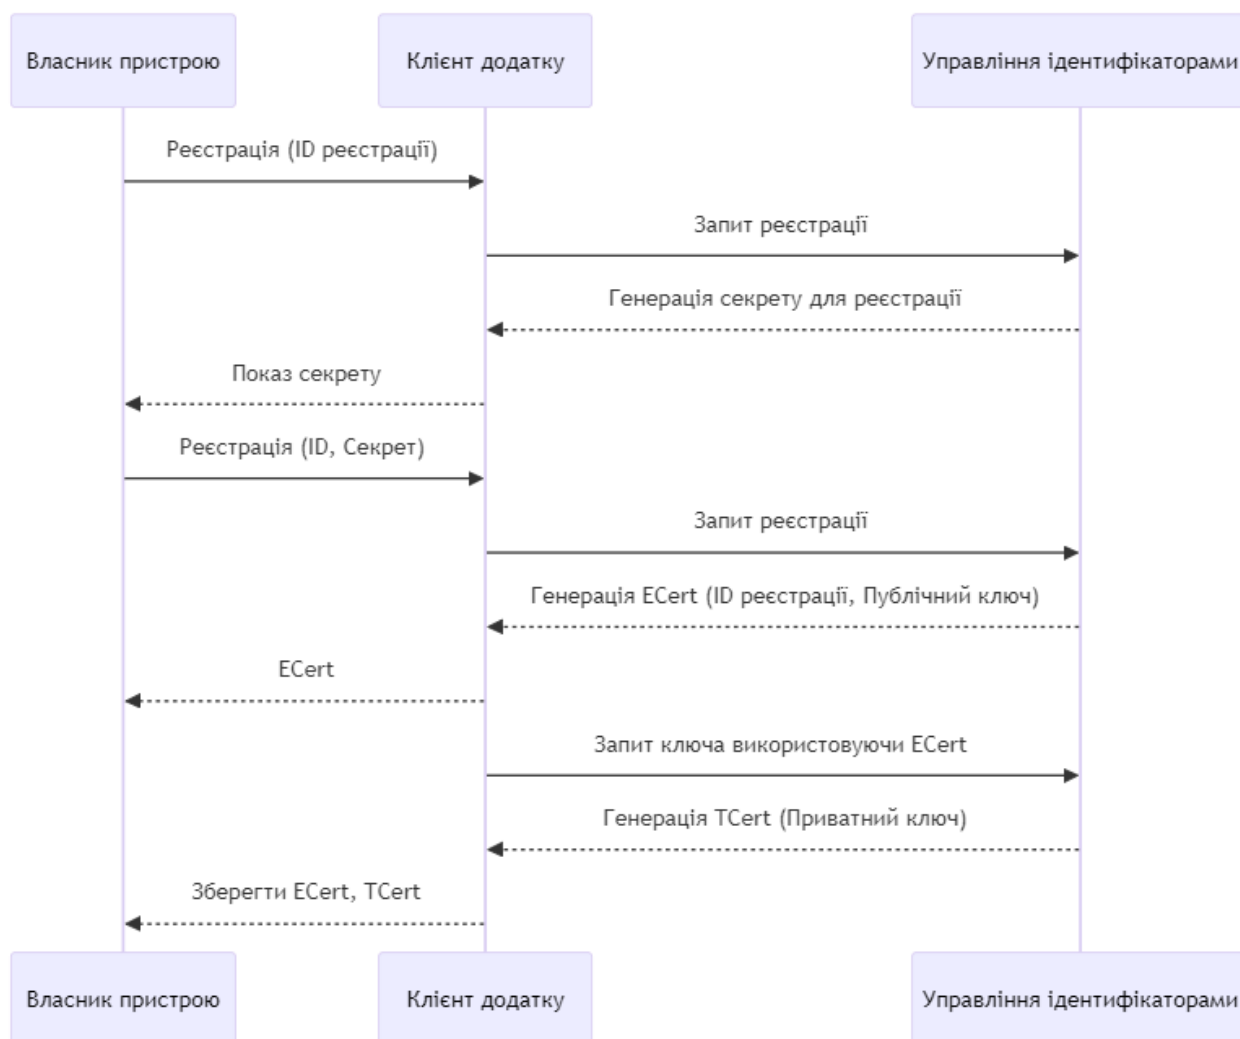 Власник пристрою
Клієнт додатку
Управління ідентифікаторами
Реєстрація (ID реєстрації)
Запит реєстрації
Генерація секрету для реєстрації
Показ секрету
Реєстрація (ID, Секрет)
Запит реєстрації
Генерація ECert (ID реєстрації, Публічний ключ)
ECert
Запит ключа використовуючи ECert
Генерація TCert (Приватний ключ)
Зберегти ECert, TCert
Власник пристрою
Клієнт додатку
Управління ідентифікаторами